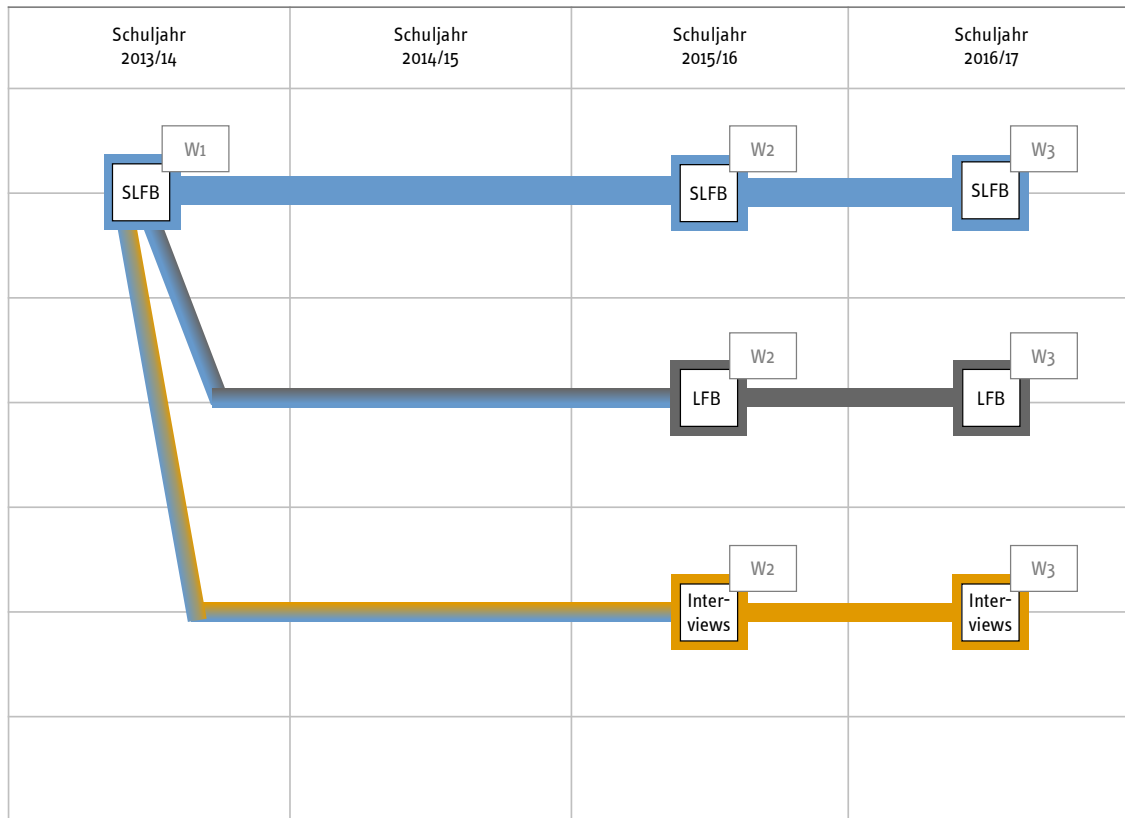 Schuljahr
2013/14
Schuljahr
2014/15
Schuljahr
2015/16
Schuljahr
2016/17
W1
SLFB
W2
SLFB
W3
SLFB
W2
LFB
W3
LFB
W2
Inter-
views
W3
Inter-
views